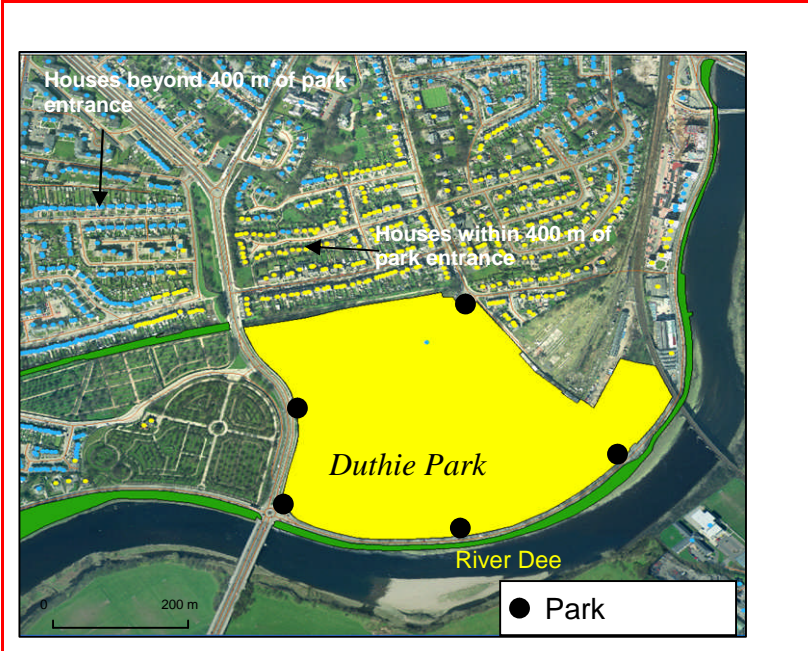 Houses beyond 400 m of park
entrance
Houses within 400 m of
park entrance
Duthie Park
River Dee
0 200 m
Park